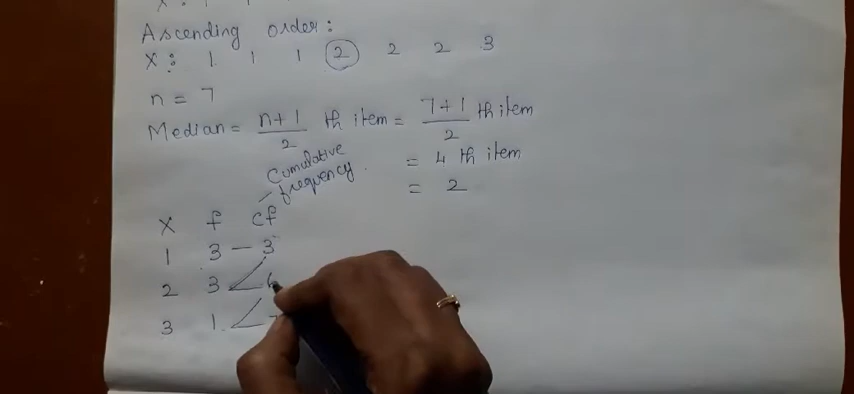 Ascending order:
X: 1 1 1 2 2 2 3
n = 7
Median = n+1/2 th item = 7+1/2 th item
= 4 th item
= 2
Cumulative frequency
X f cf
1 3 — 3
2 3
3 1